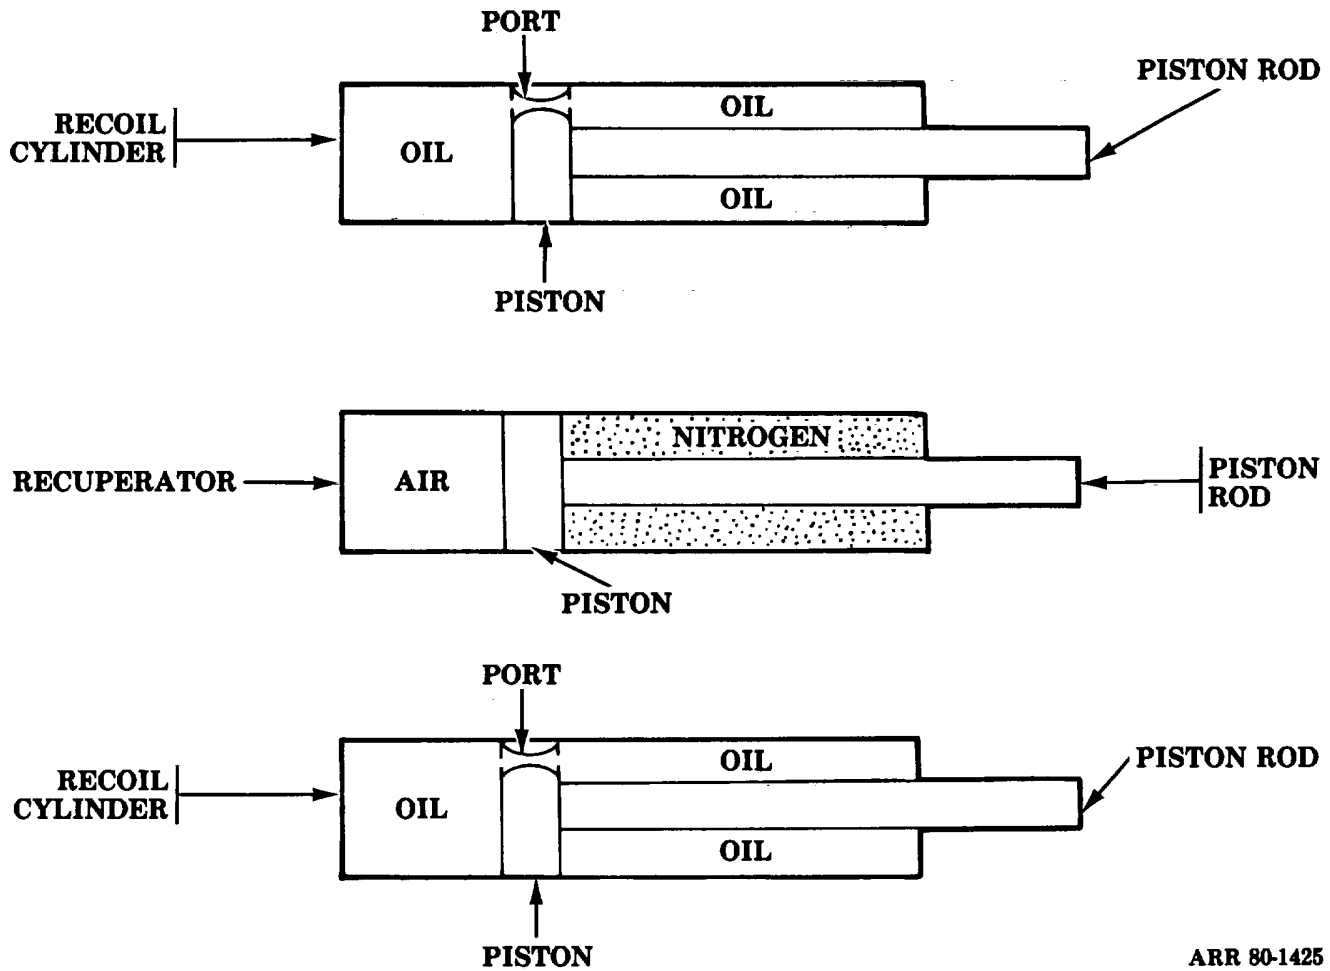 PORT
PISTON ROD
RECOIL
CYLINDER
OIL
OIL
OIL
PISTON
NITROGEN
RECUPERATOR
AIR
PISTON
ROD
PISTON
PORT
PISTON ROD
RECOIL
CYLINDER
OIL
OIL
OIL
PISTON
ARR 80-1425